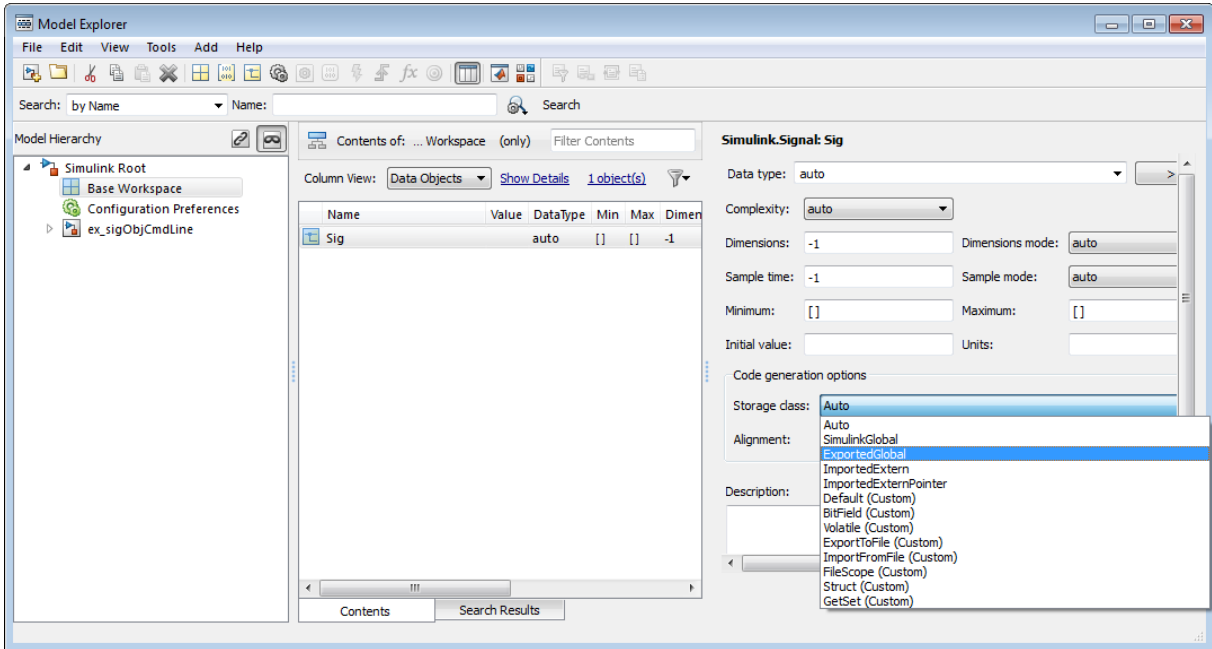 Model Explorer
File Edit View Tools Add Help
fx
Search: by Name Name: Search
Model Hierarchy
Simulink Root
Base Workspace
Configuration Preferences
ex_sigObjCmdLine
Contents of: ... Workspace (only) Filter Contents
Column View: Data Objects Show Details 1 object(s)
Name Value DataType Min Max Dimen
Sig auto [] [] -1
Contents Search Results
Simulink.Signal: Sig
Data type: auto >
Complexity: auto
Dimensions: -1 Dimensions mode: auto
Sample time: -1 Sample mode: auto
Minimum: [] Maximum: []
Initial value: Units:
Code generation options
Storage class: Auto
Alignment:
Description:
Auto
SimulinkGlobal
ExportedGlobal
ImportedExtern
ImportedExternPointer
Default (Custom)
BitField (Custom)
Volatile (Custom)
ExportToFile (Custom)
ImportFromFile (Custom)
FileScope (Custom)
Struct (Custom)
GetSet (Custom)